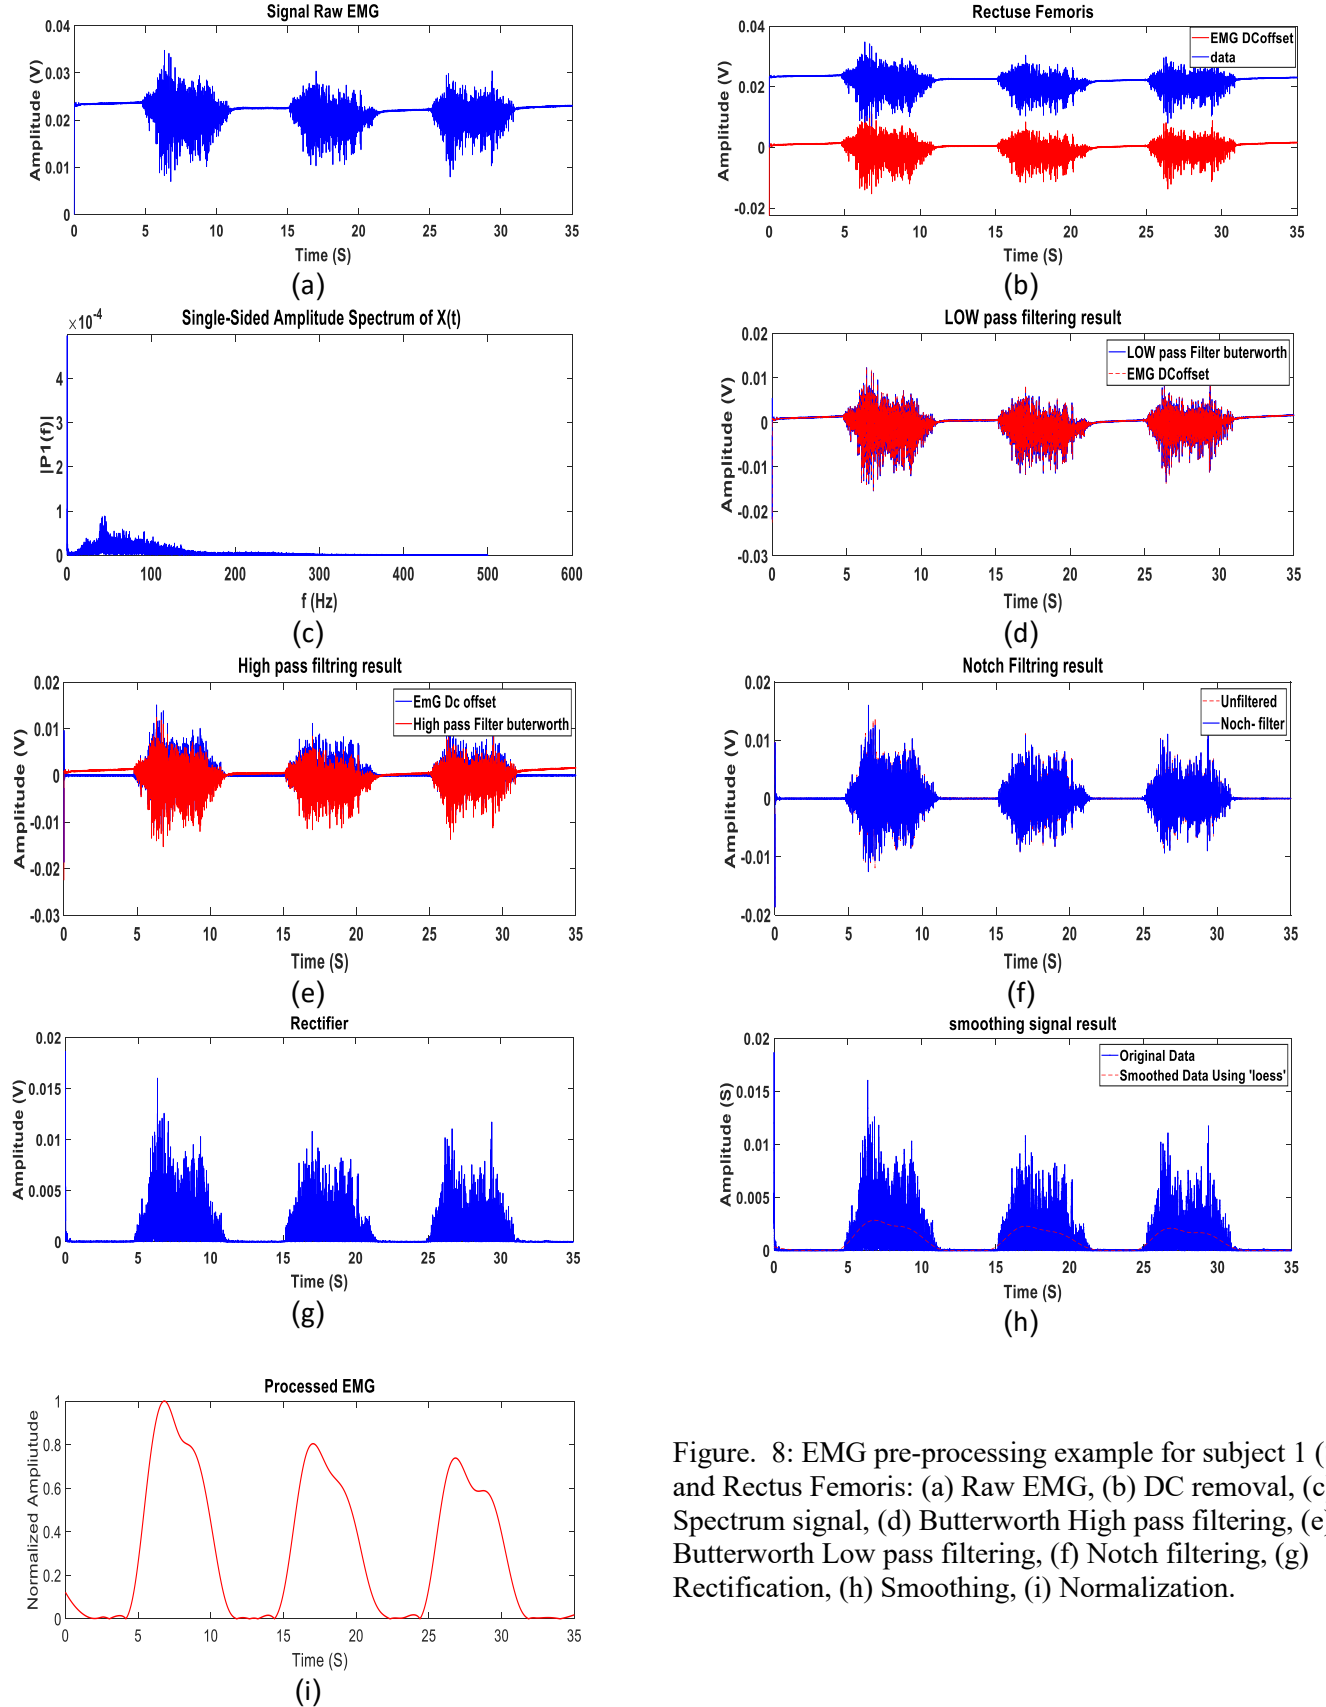 Signal Raw EMG
Amplitude (V)
0.04
0.03
0.02
0.01
0
0 5 10 15 20 25 30 35
Time (S)
(a)
Rectuse Femoris
Amplitude (V)
0.04
0.02
0
-0.02
EMG DCoffset
data
0 5 10 15 20 25 30 35
Time (S)
(b)
×10-4
Single-Sided Amplitude Spectrum of X(t)
|P1(f)|
4
3
2
1
0
0 100 200 300 400 500 600
f (Hz)
(c)
LOW pass filtering result
Amplitude (V)
0.02
0.01
0
-0.01
-0.02
-0.03
LOW pass Filter buterworth
EMG DCoffset
0 5 10 15 20 25 30 35
Time (S)
(d)
High pass filtring result
Amplitude (V)
0.02
0.01
0
-0.01
-0.02
-0.03
EmG Dc offset
High pass Filter buterworth
0 5 10 15 20 25 30 35
Time (S)
(e)
Notch Filtring result
Amplitude (V)
0.02
0.01
0
-0.01
-0.02
Unfiltered
Noch- filter
0 5 10 15 20 25 30 35
Time (S)
(f)
Rectifier
Amplitude (V)
0.02
0.015
0.01
0.005
0
0 5 10 15 20 25 30 35
Time (S)
(g)
smoothing signal result
Amplitude (S)
0.02
0.015
0.01
0.005
0
Original Data
Smoothed Data Using 'loess'
0 5 10 15 20 25 30 35
Time (S)
(h)
Processed EMG
Normalized Ampliutude
1
0.8
0.6
0.4
0.2
0
0 5 10 15 20 25 30 35
Time (S)
(i)
Figure. 8: EMG pre-processing example for subject 1 (
and Rectus Femoris: (a) Raw EMG, (b) DC removal, (c
Spectrum signal, (d) Butterworth High pass filtering, (e)
Butterworth Low pass filtering, (f) Notch filtering, (g)
Rectification, (h) Smoothing, (i) Normalization.